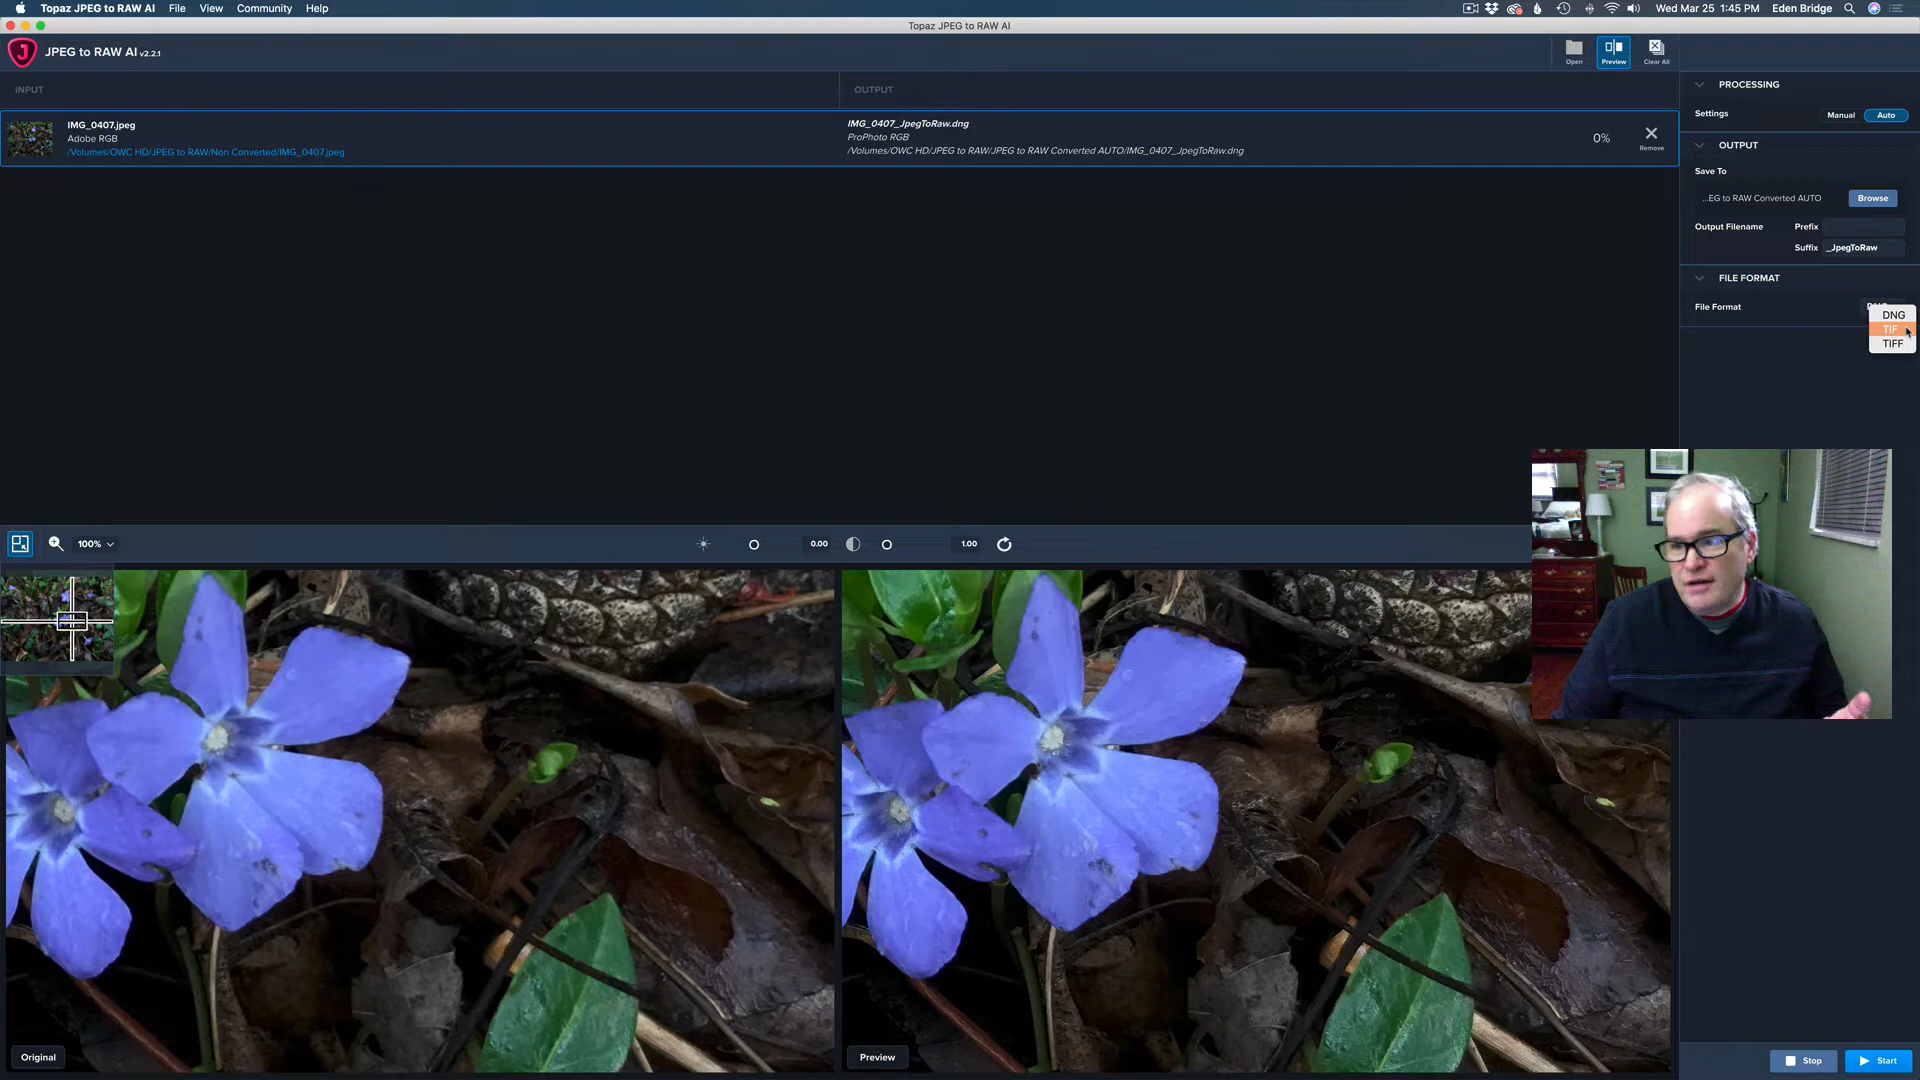 Topaz JPEG to RAW AI File View Community Help
Wed Mar 25 1:45 PM Eden Bridge
Topaz JPEG to RAW AI
JPEG to RAW AI v2.2.1
Open Preview Clear All
INPUT OUTPUT
IMG_0407.jpeg
Adobe RGB
/Volumes/OWC HD/JPEG to RAW/Non Converted/IMG_0407.jpeg
IMG_0407_JpegToRaw.dng
ProPhoto RGB
/Volumes/OWC HD/JPEG to RAW/JPEG to RAW Converted AUTO/IMG_0407_JpegToRaw.dng
0%
Remove
PROCESSING
Settings Manual Auto
OUTPUT
Save To
...EG to RAW Converted AUTO Browse
Output Filename Prefix
Suffix _JpegToRaw
FILE FORMAT
File Format
DNG
TIF
TIFF
100% 0.00 1.00
Original Preview
Stop Start